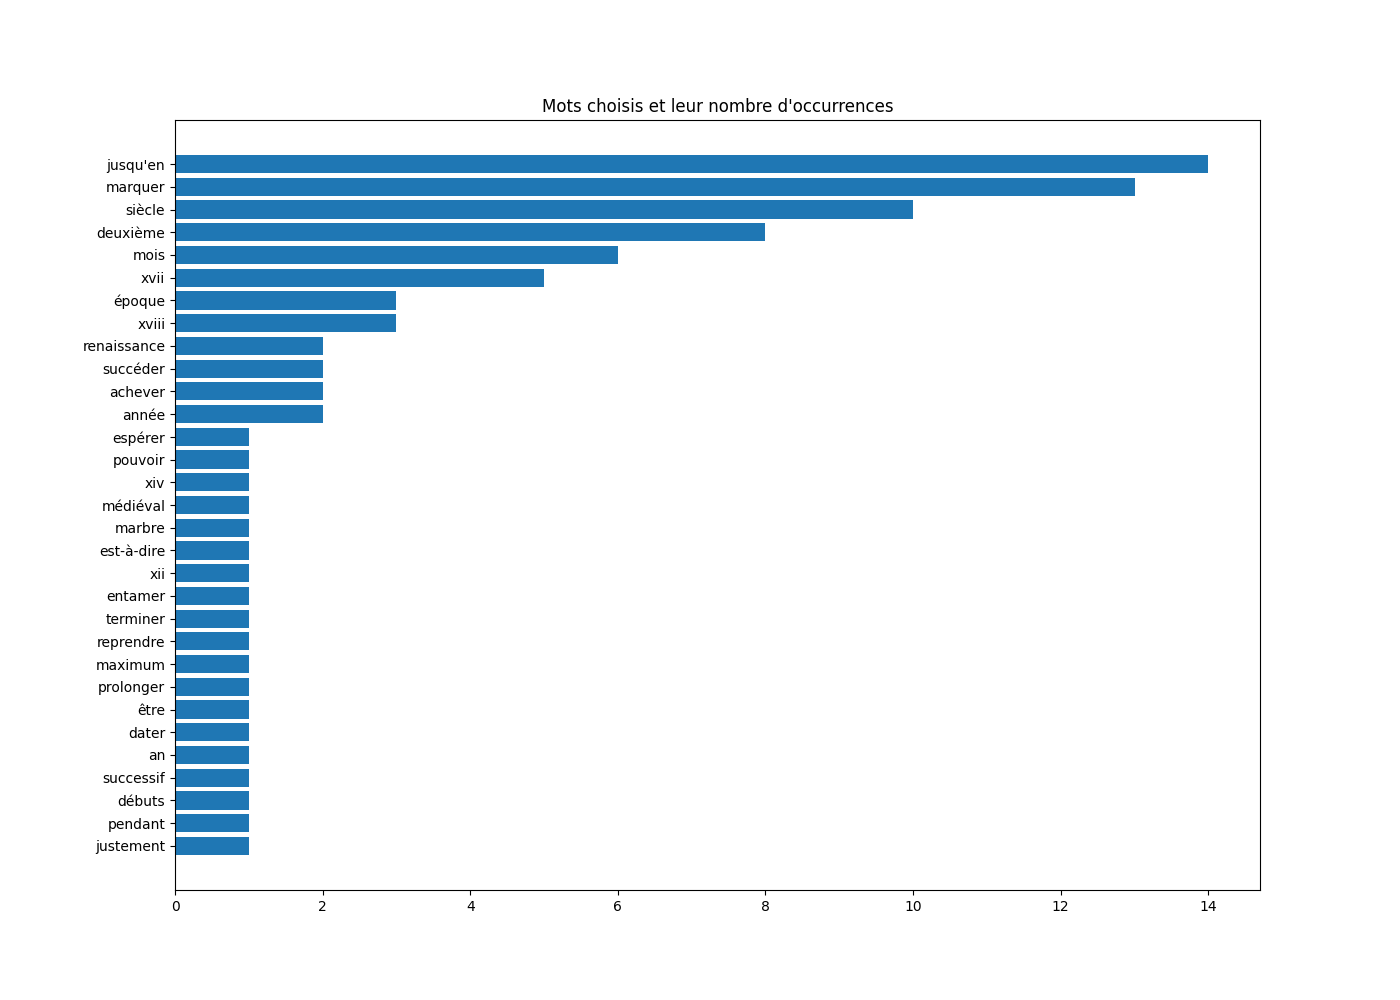 Mots choisis et leur nombre d'occurrences
jusqu'en
marquer
siècle
deuxième
mois
xvii
époque
xviii
renaissance
succéder
achever
année
espérer
pouvoir
xiv
médiéval
marbre
est-à-dire
xii
entamer
terminer
reprendre
maximum
prolonger
être
dater
an
successif
débuts
pendant
justement
0 2 4 6 8 10 12 14